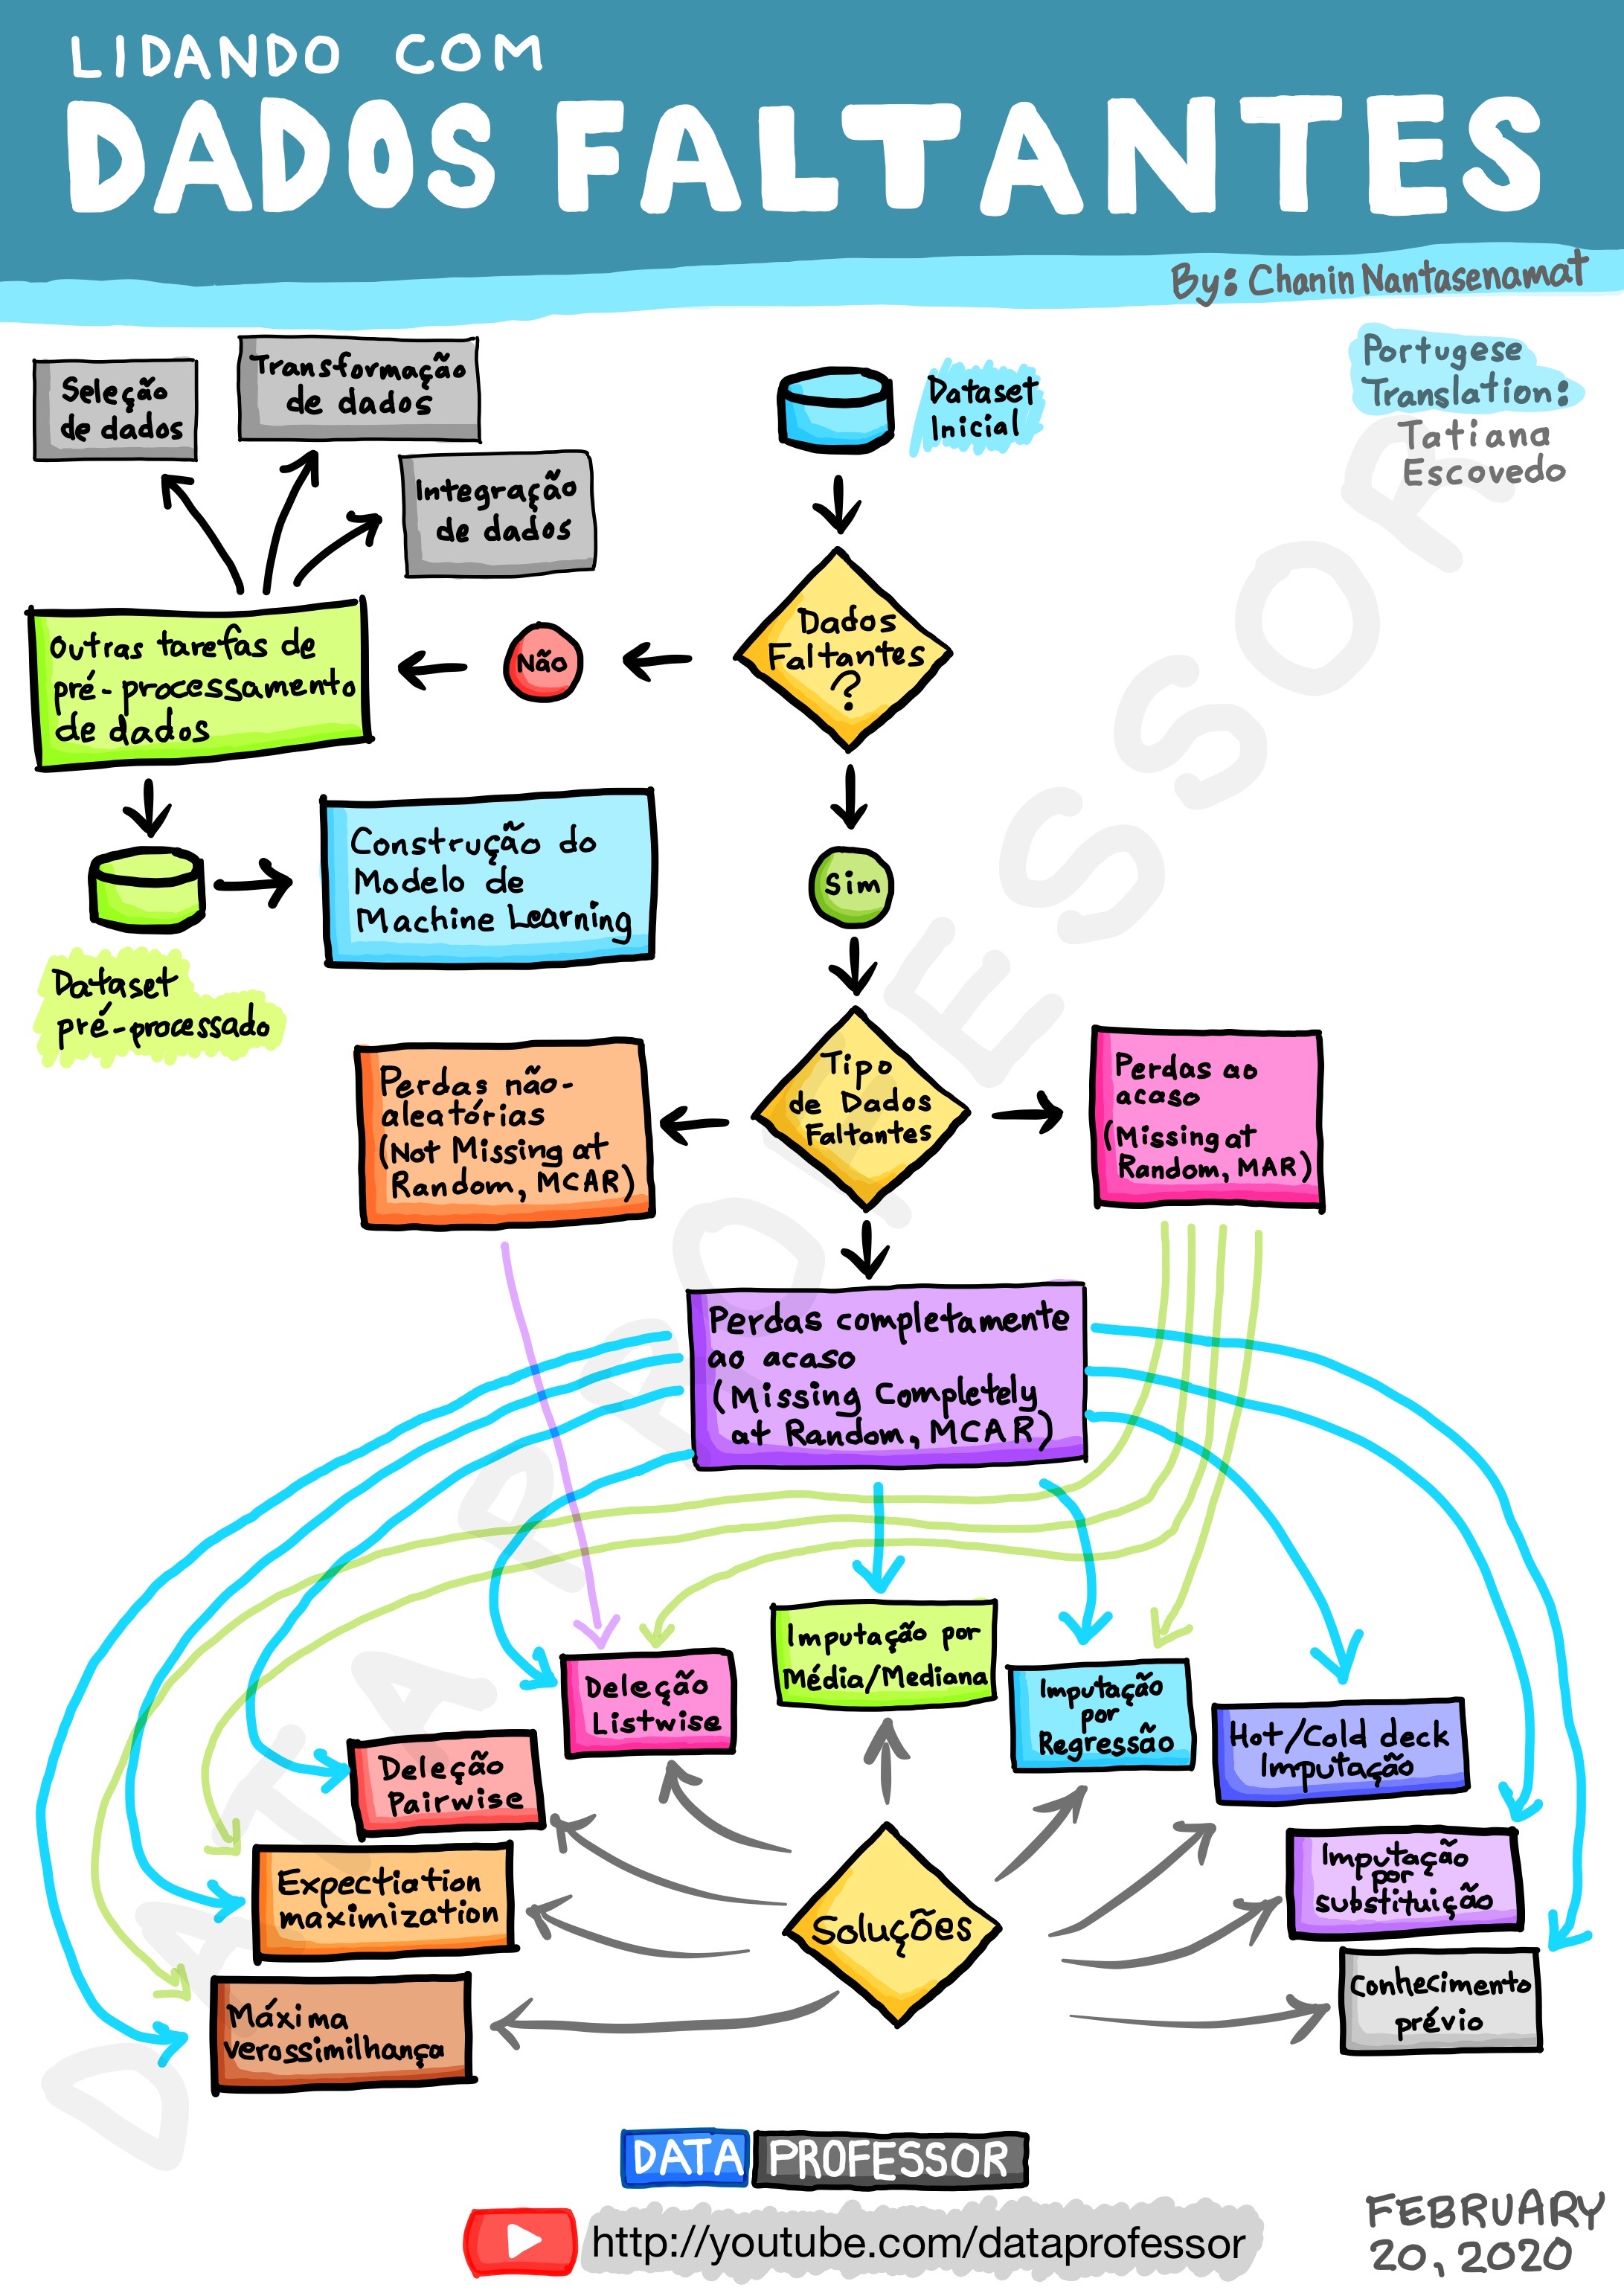 LIDANDO COM
DADOS FALTANTES
By: Chanin Nantasenamat
Portugese
Translation:
Tatiana
Escovedo
Seleção
de dados
Transformação
de dados
Integração
de dados
Dataset
Inicial
Dados
Faltantes
?
Não
Outras tarefas de
pré-processamento
de dados
Construção do
Modelo de
Machine Learning
Sim
Dataset
pré-processado
Perdas não-
aleatórias
(Not Missing at
Random, MCAR)
Tipo
de Dados
Faltantes
Perdas ao
acaso
(Missing at
Random, MAR)
Perdas completamente
ao acaso
(Missing Completely
at Random, MCAR)
Deleção
Listwise
Imputação por
Média/Mediana
Imputação
por
Regressão
Hot/Cold deck
Imputação
Deleção
Pairwise
Expectiation
maximization
Imputação
por
substituição
Soluções
Máxima
verossimilhança
Conhecimento
prévio
DATA PROFESSOR
DATA PROFESSOR
http://youtube.com/dataprofessor
FEBRUARY
20, 2020